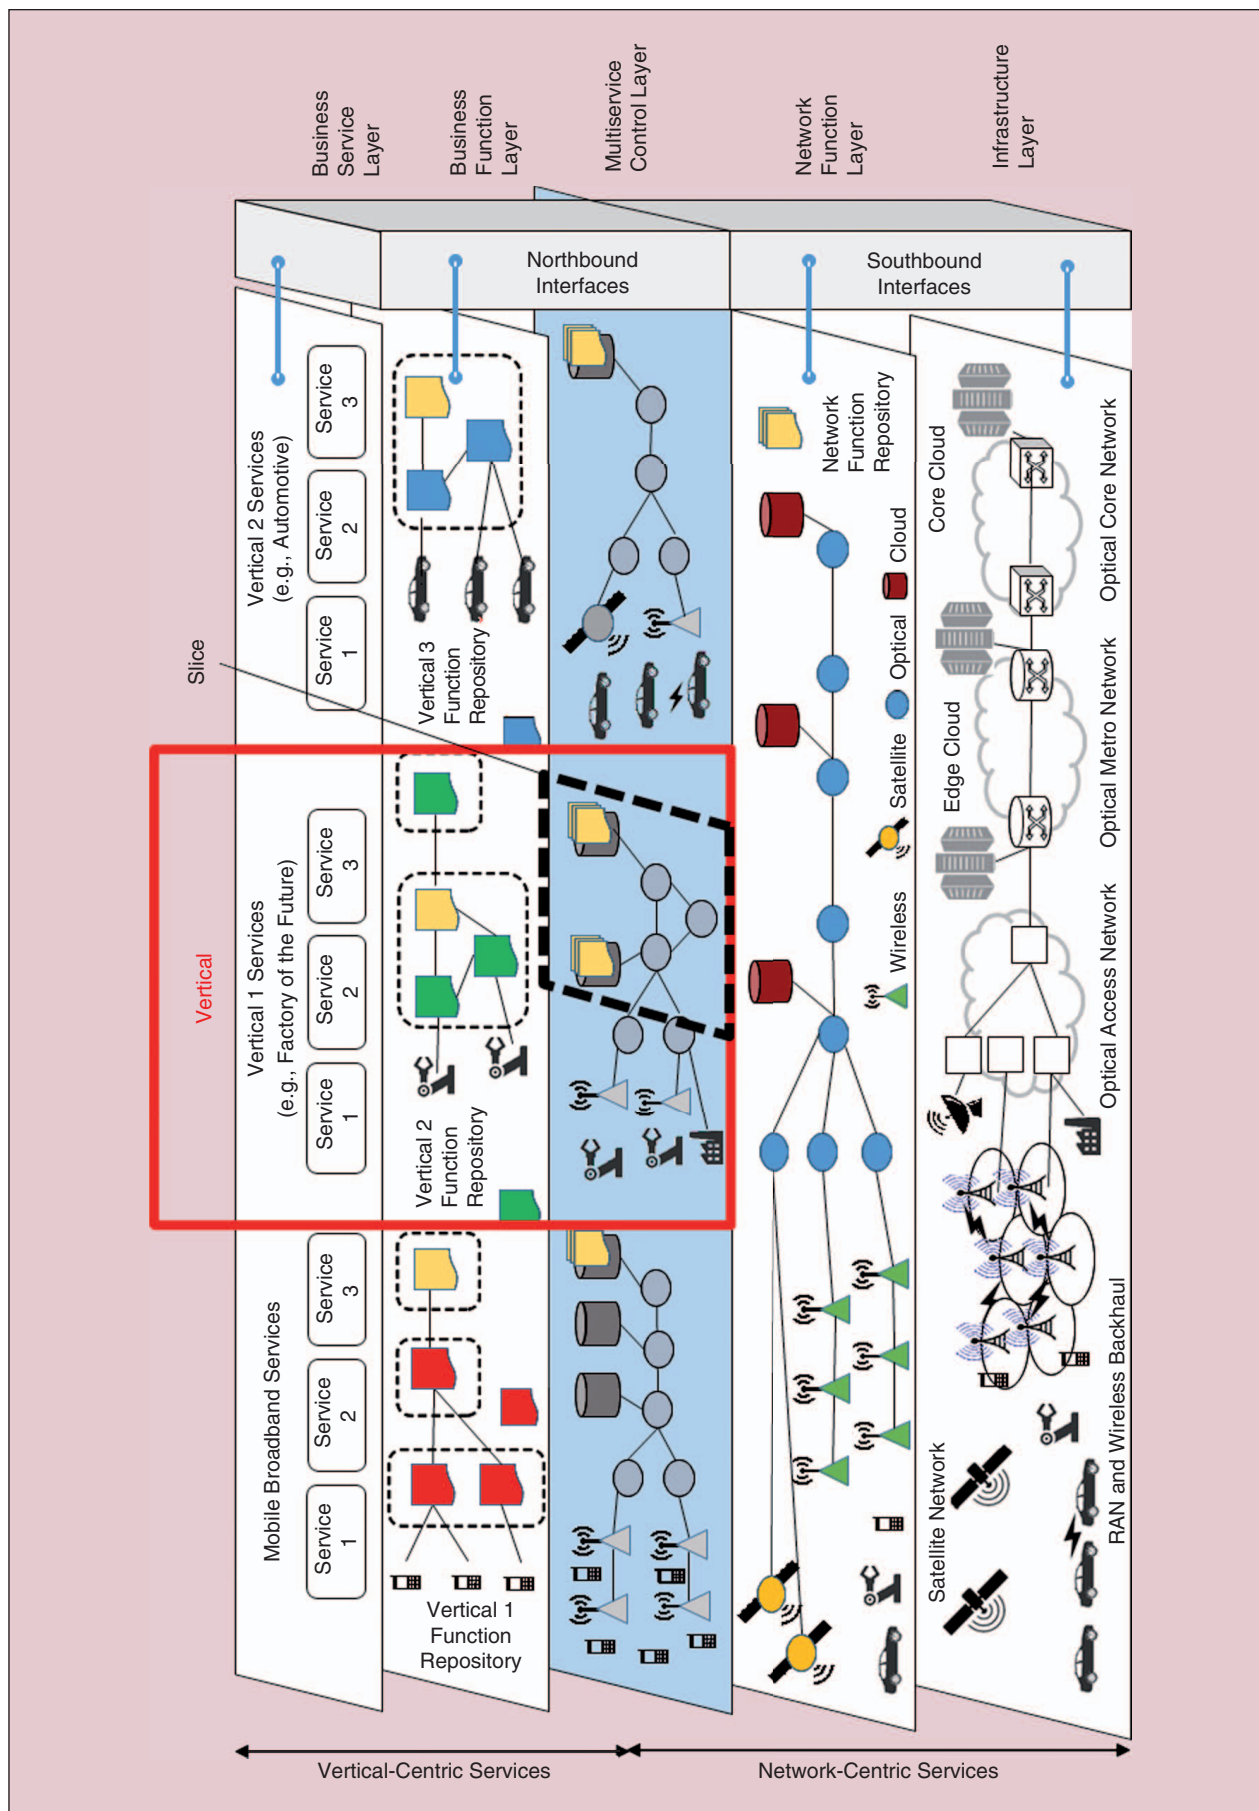 Business
Service
Layer
Business
Function
Layer
Multiservice
Control Layer
Network
Function
Layer
Infrastructure
Layer
Northbound
Interfaces
Southbound
Interfaces
Slice
Vertical
Vertical 2 Services
(e.g., Automotive)
Service
1
Service
2
Service
3
Vertical 1 Services
(e.g., Factory of the Future)
Service
1
Service
2
Service
3
Mobile Broadband Services
Service
1
Service
2
Service
3
Vertical 3
Function
Repository
Vertical 2
Function
Repository
Vertical 1
Function
Repository
Network
Function
Repository
Wireless
Satellite
Optical
Cloud
Core Cloud
Edge Cloud
Satellite Network
Optical Core Network
Optical Metro Network
Optical Access Network
RAN and Wireless Backhaul
Vertical-Centric Services
Network-Centric Services